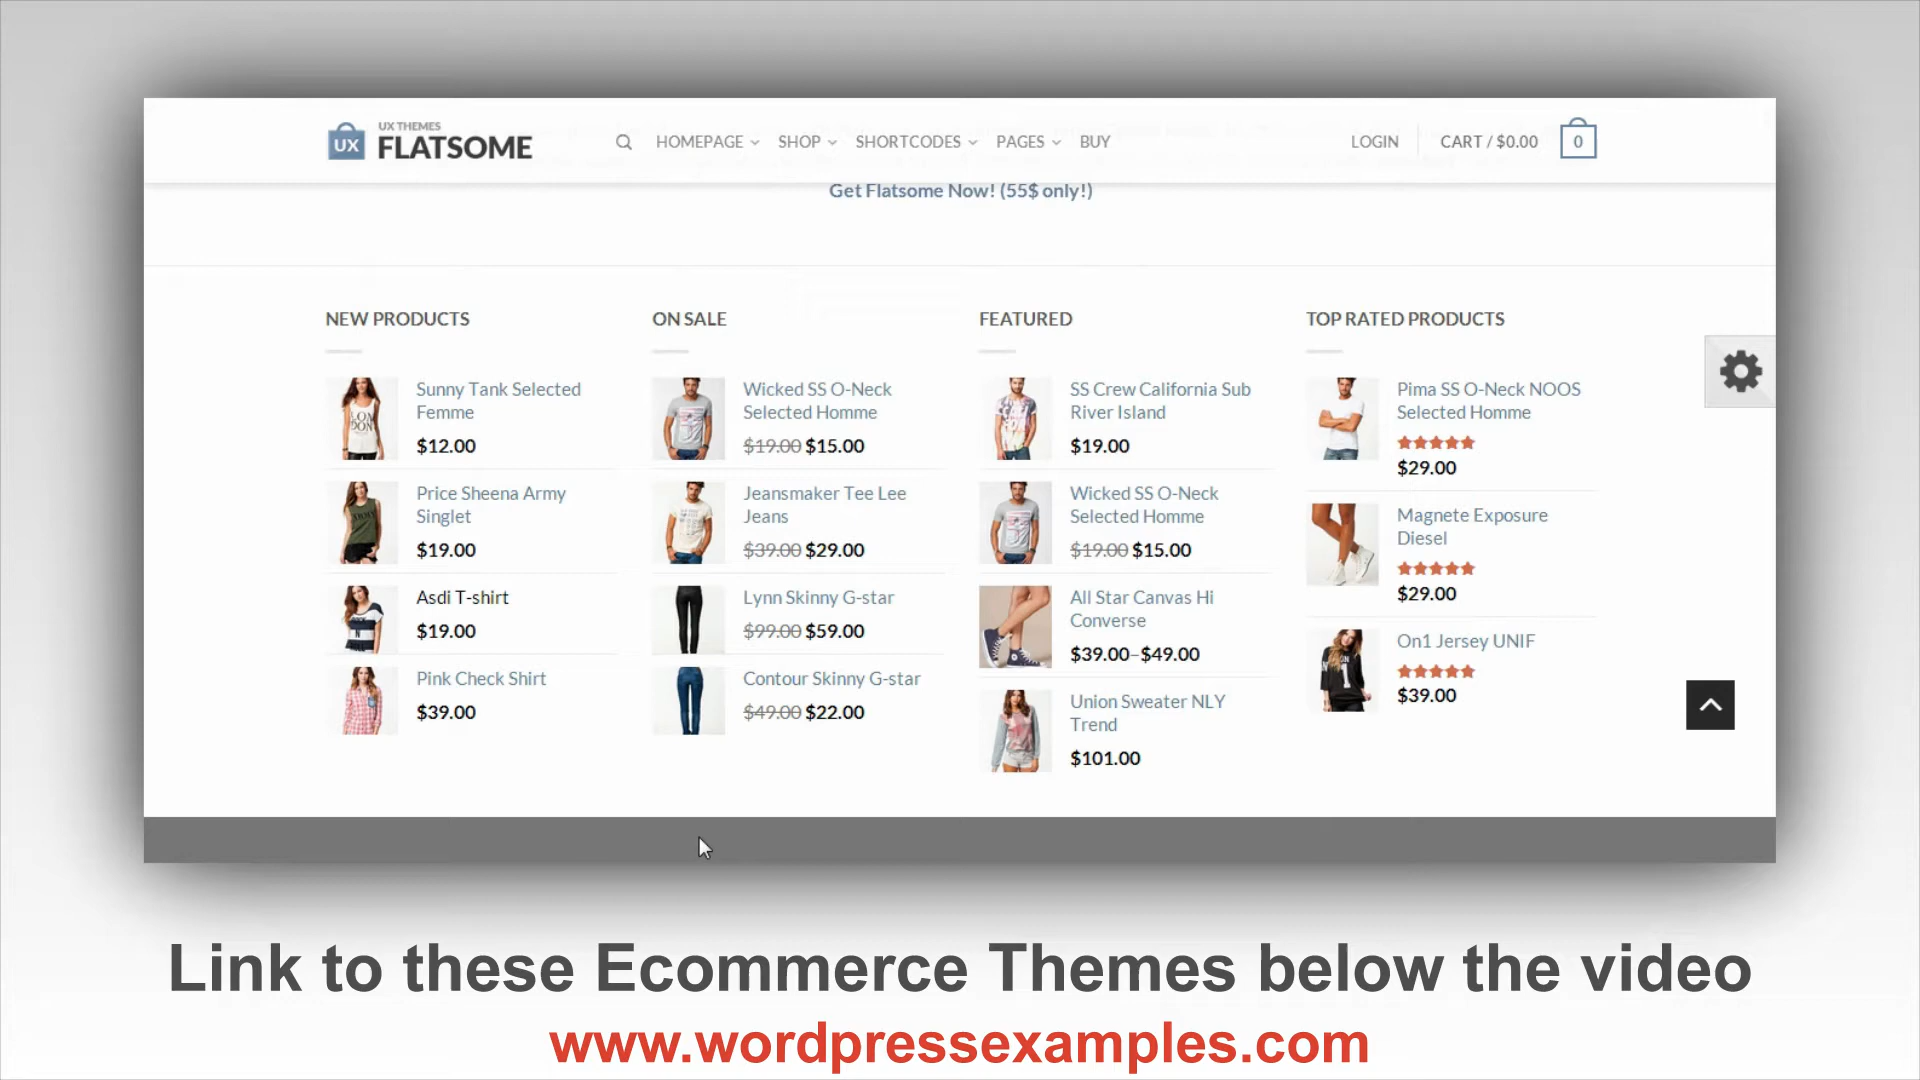 UX THEMES
UX
FLATSOME
HOMEPAGE
SHOP
SHORTCODES
PAGES
BUY
LOGIN
CART / $0.00
0
Get Flatsome Now! (55$ only!)
NEW PRODUCTS
Sunny Tank Selected
Femme
$12.00
Price Sheena Army
Singlet
$19.00
Asdi T-shirt
$19.00
Pink Check Shirt
$39.00
ON SALE
Wicked SS O-Neck
Selected Homme
$19.00 $15.00
Jeansmaker Tee Lee
Jeans
$39.00 $29.00
Lynn Skinny G-star
$99.00 $59.00
Contour Skinny G-star
$49.00 $22.00
FEATURED
SS Crew California Sub
River Island
$19.00
Wicked SS O-Neck
Selected Homme
$19.00 $15.00
All Star Canvas Hi
Converse
$39.00–$49.00
Union Sweater NLY
Trend
$101.00
TOP RATED PRODUCTS
Pima SS O-Neck NOOS
Selected Homme
$29.00
Magnete Exposure
Diesel
$29.00
On1 Jersey UNIF
$39.00
Link to these Ecommerce Themes below the video
www.wordpressexamples.com